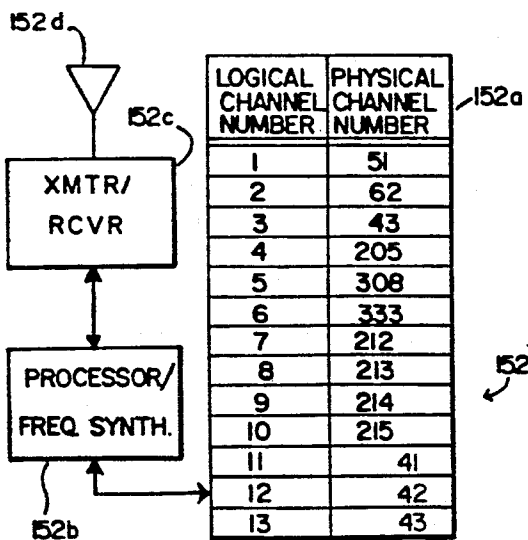 152d
152c
XMTR/
RCVR
PROCESSOR/
FREQ. SYNTH.
152b
LOGICAL CHANNEL NUMBER PHYSICAL CHANNEL NUMBER
1 51
2 62
3 43
4 205
5 308
6 333
7 212
8 213
9 214
10 215
11 41
12 42
13 43
152a
152